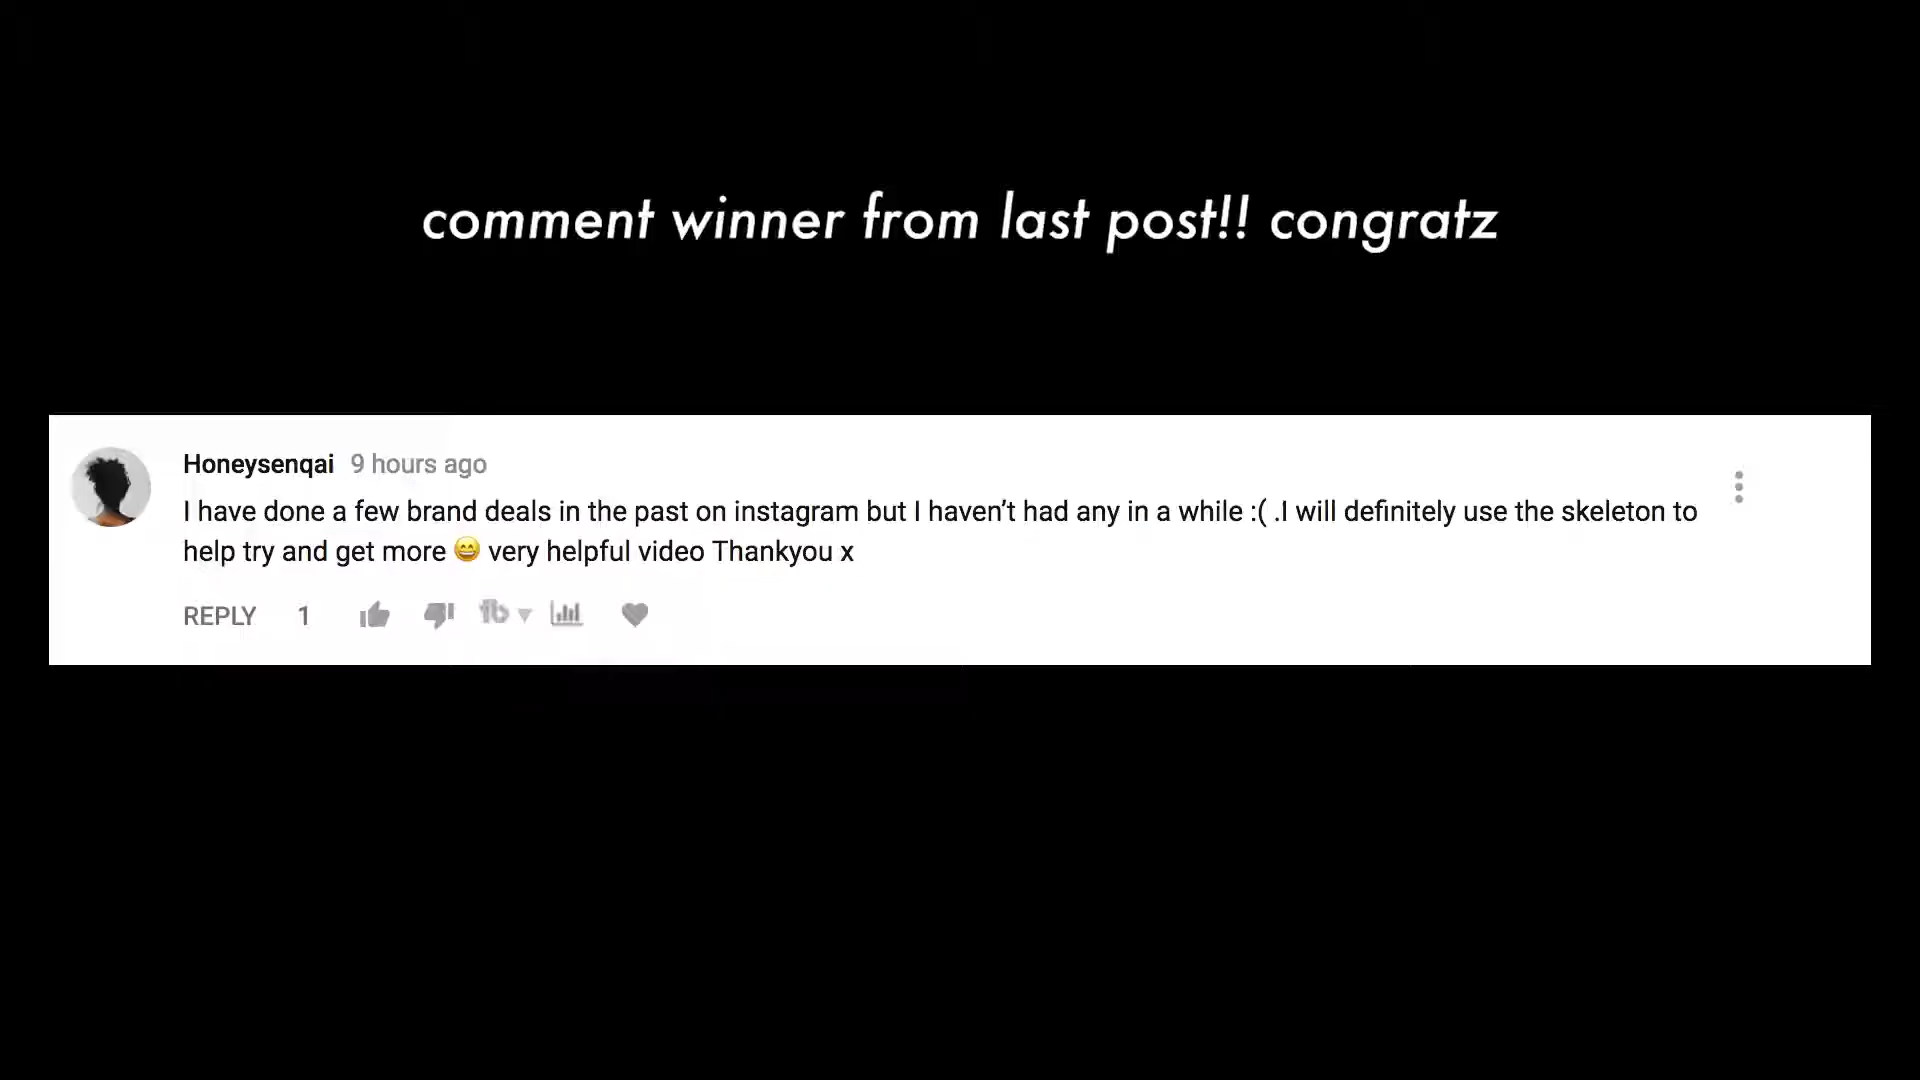 comment winner from last post!! congratz
Honeysenqai 9 hours ago
I have done a few brand deals in the past on instagram but I haven't had any in a while :( .I will definitely use the skeleton to
help try and get more 😄 very helpful video Thankyou x
REPLY 1